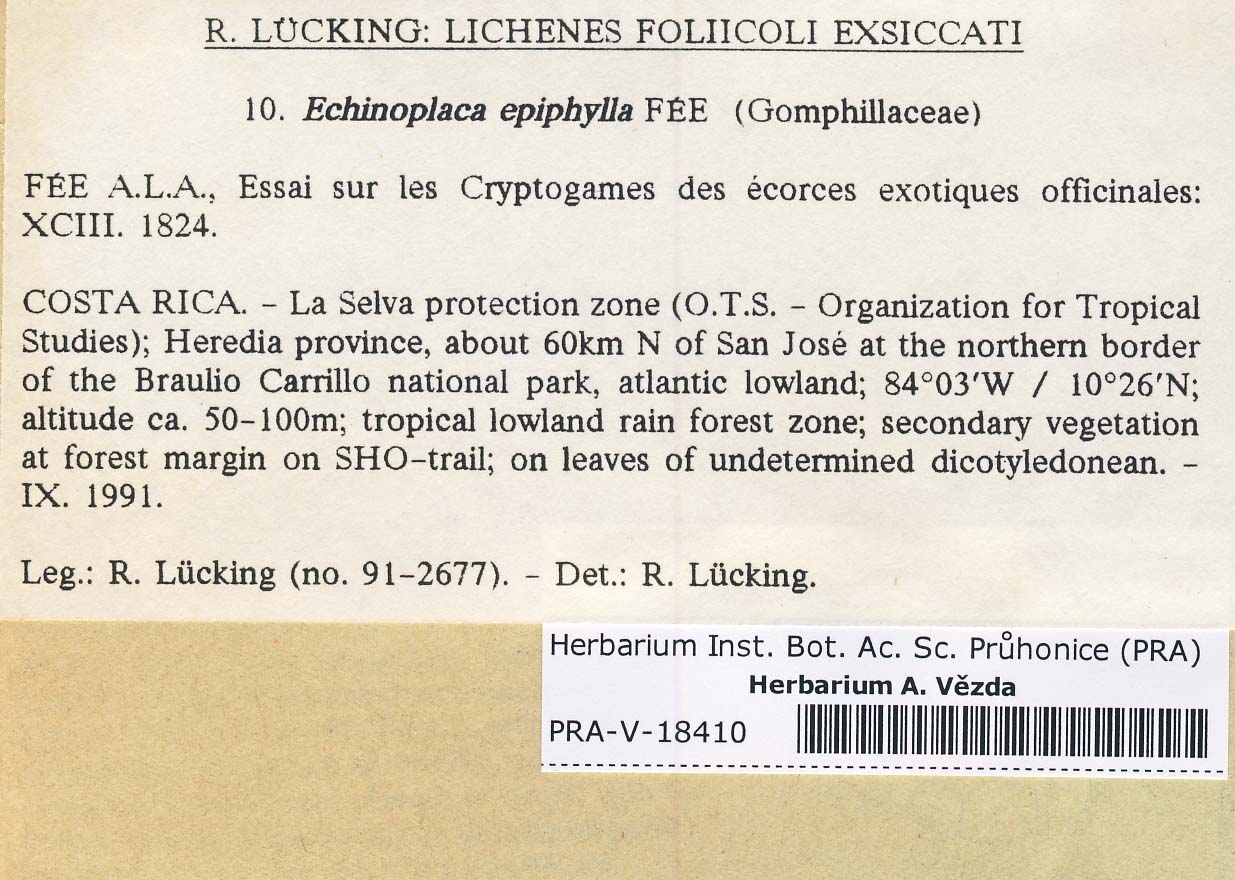 R. LÜCKING: LICHENES FOLIICOLI EXSICCATI
10. Echinoplaca epiphylla FÉE (Gomphillaceae)
FÉE A.L.A., Essai sur les Cryptogames des écorces exotiques officinales:
XCIII. 1824.
COSTA RICA. – La Selva protection zone (O.T.S. – Organization for Tropical
Studies); Heredia province, about 60km N of San José at the northern border
of the Braulio Carrillo national park, atlantic lowland; 84°03'W / 10°26'N;
altitude ca. 50–100m; tropical lowland rain forest zone; secondary vegetation
at forest margin on SHO–trail; on leaves of undetermined dicotyledonean. –
IX. 1991.
Leg.: R. Lücking (no. 91–2677). – Det.: R. Lücking.
Herbarium Inst. Bot. Ac. Sc. Průhonice (PRA)
Herbarium A. Vězda
PRA-V-18410